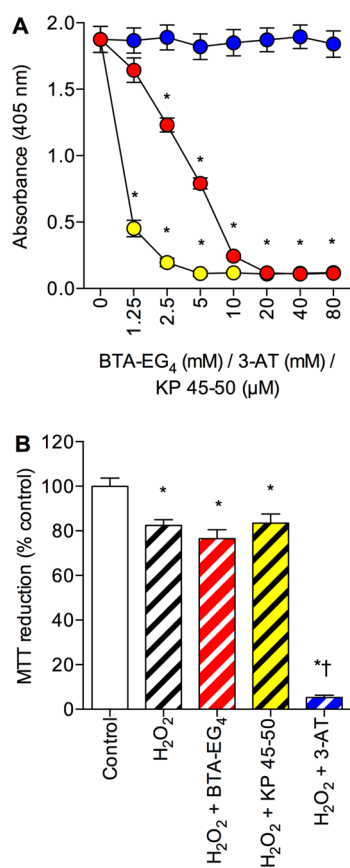 A
Absorbance (405 nm)
2.0
1.5
1.0
0.5
0.0
* * * * * * *
* *
0 1.25 2.5 5 10 20 40 80
BTA-EG₄ (mM) / 3-AT (mM) /
KP 45-50 (μM)
B
MTT reduction (% control)
120
100
80
60
40
20
0
* * * *†
Control
H₂O₂
H₂O₂ + BTA-EG₄
H₂O₂ + KP 45-50
H₂O₂ + 3-AT